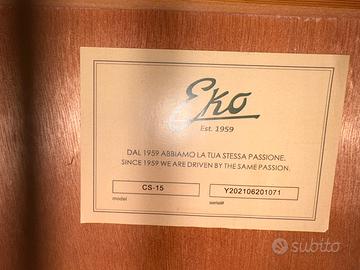 Eko
Est. 1959
DAL 1959 ABBIAMO LA TUA STESSA PASSIONE.
SINCE 1959 WE ARE DRIVEN BY THE SAME PASSION.
CS-15 Y202106201071
model serial#
subito